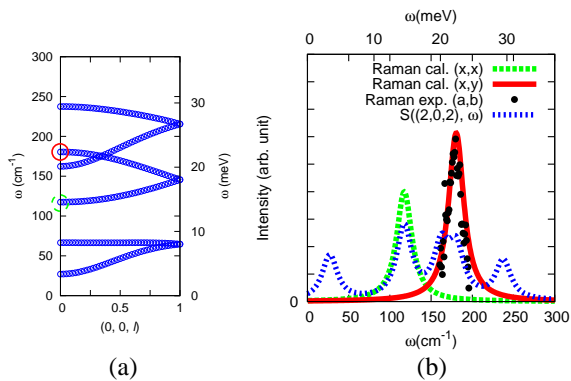 ω(meV)
0 10 20 30
(a) (b)
300
250
200
150
100
50
0
ω (cm⁻¹)
30
20
10
0
ω (meV)
0 0.5 1
(0, 0, l)
Intensity (arb. unit)
Raman cal. (x,x)
Raman cal. (x,y)
Raman exp. (a,b)
S((2,0,2), ω)
0
0 50 100 150 200 250 300
ω(cm⁻¹)
(a) (b)